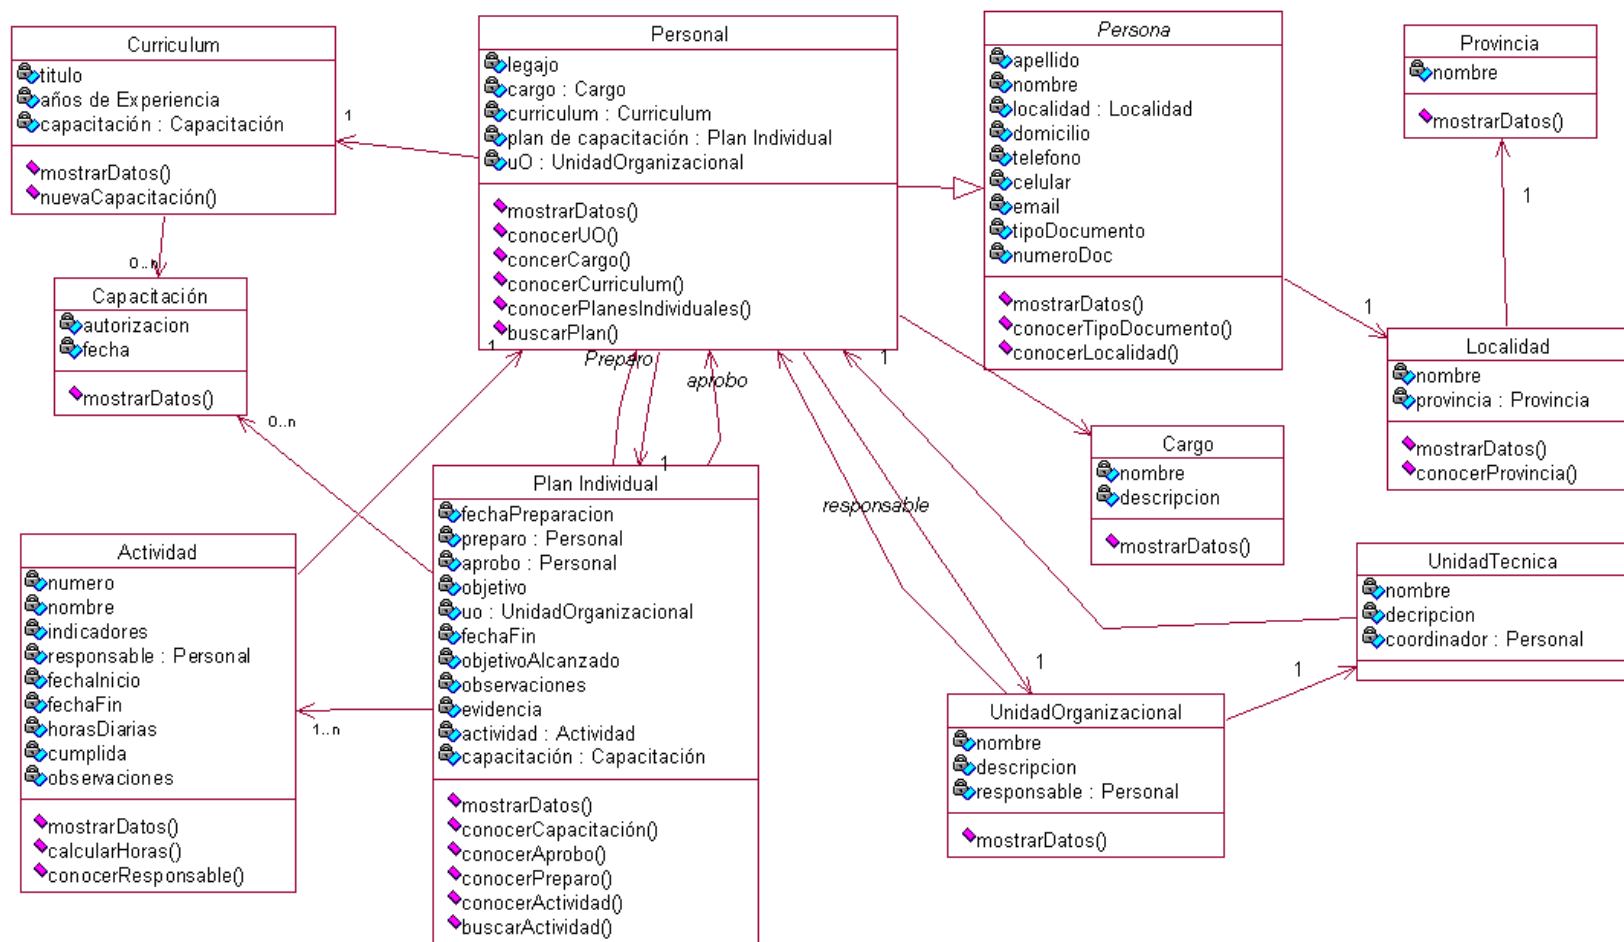 Curriculum
titulo
años de Experiencia
capacitación : Capacitación
mostrarDatos()
nuevaCapacitación()
1
0..n
Personal
legajo
cargo : Cargo
curriculum : Curriculum
plan de capacitación : Plan Individual
uO : UnidadOrganizacional
mostrarDatos()
conocerUO()
concerCargo()
conocerCurriculum()
conocerPlanesIndividuales()
buscarPlan()
Persona
apellido
nombre
localidad : Localidad
domicilio
telefono
celular
email
tipoDocumento
numeroDoc
mostrarDatos()
conocerTipoDocumento()
conocerLocalidad()
Provincia
nombre
mostrarDatos()
1
1
Localidad
nombre
provincia : Provincia
mostrarDatos()
conocerProvincia()
Capacitación
autorizacion
fecha
mostrarDatos()
0..n
1
Preparo
aprobo
1
1
Cargo
nombre
descripcion
mostrarDatos()
responsable
Plan Individual
fechaPreparacion
preparo : Personal
aprobo : Personal
objetivo
uo : UnidadOrganizacional
fechaFin
objetivoAlcanzado
observaciones
evidencia
actividad : Actividad
capacitación : Capacitación
mostrarDatos()
conocerCapacitación()
conocerAprobo()
conocerPreparo()
conocerActividad()
buscarActividad()
Actividad
numero
nombre
indicadores
responsable : Personal
fechaInicio
fechaFin
horasDiarias
cumplida
observaciones
mostrarDatos()
calcularHoras()
conocerResponsable()
1..n
UnidadTecnica
nombre
decripcion
coordinador : Personal
1
1
UnidadOrganizacional
nombre
descripcion
responsable : Personal
mostrarDatos()